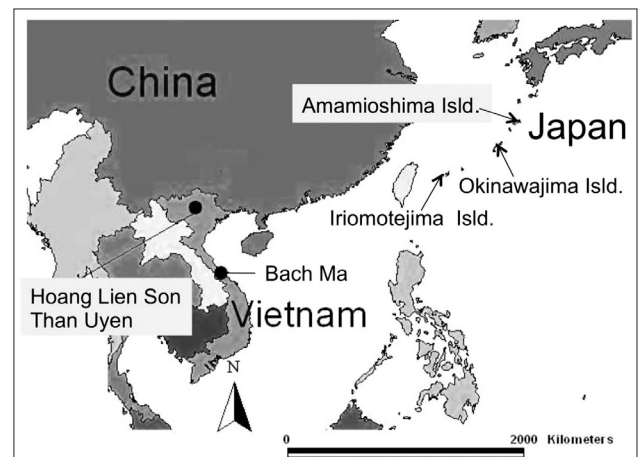 China
Amamioshima Isld.
Japan
Okinawajima Isld.
Iriomotejima Isld.
Bach Ma
Hoang Lien Son
Than Uyen
Vietnam
N
0
2000 Kilometers